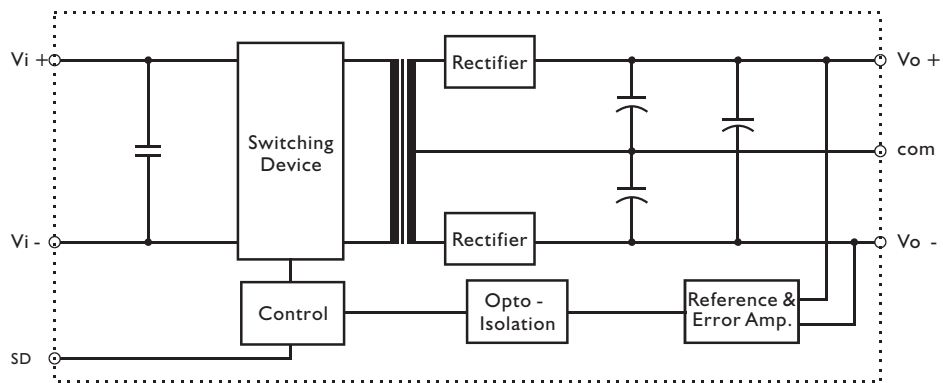 Vi +
Rectifier
Vo +
Switching
Device
com
Vi -
Rectifier
Vo -
Control
Opto -
Isolation
Reference &
Error Amp.
SD